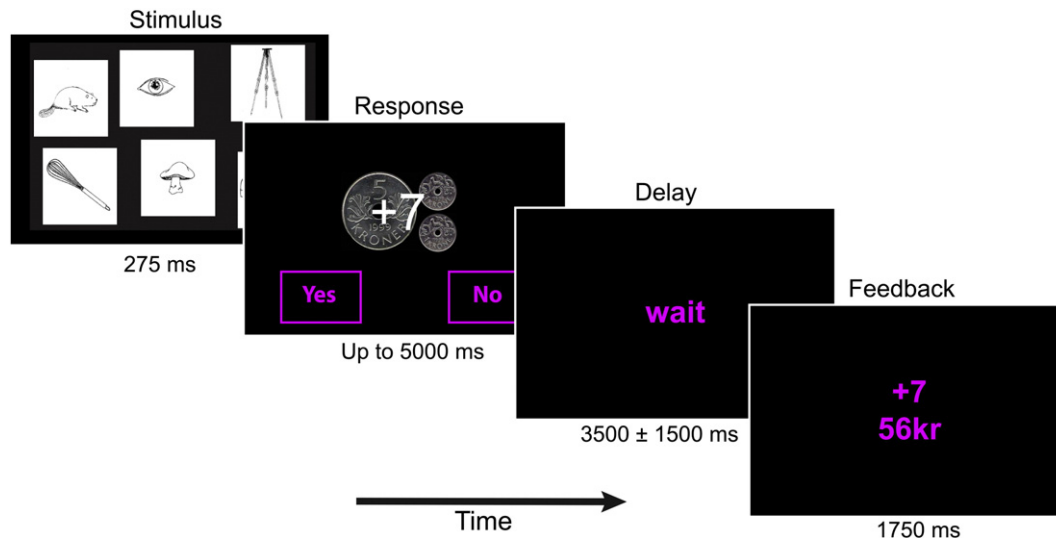 Stimulus
275 ms
Response
5
1999
KRONER
+7
Yes
No
Up to 5000 ms
Delay
wait
3500 ± 1500 ms
Feedback
+7
56kr
1750 ms
Time